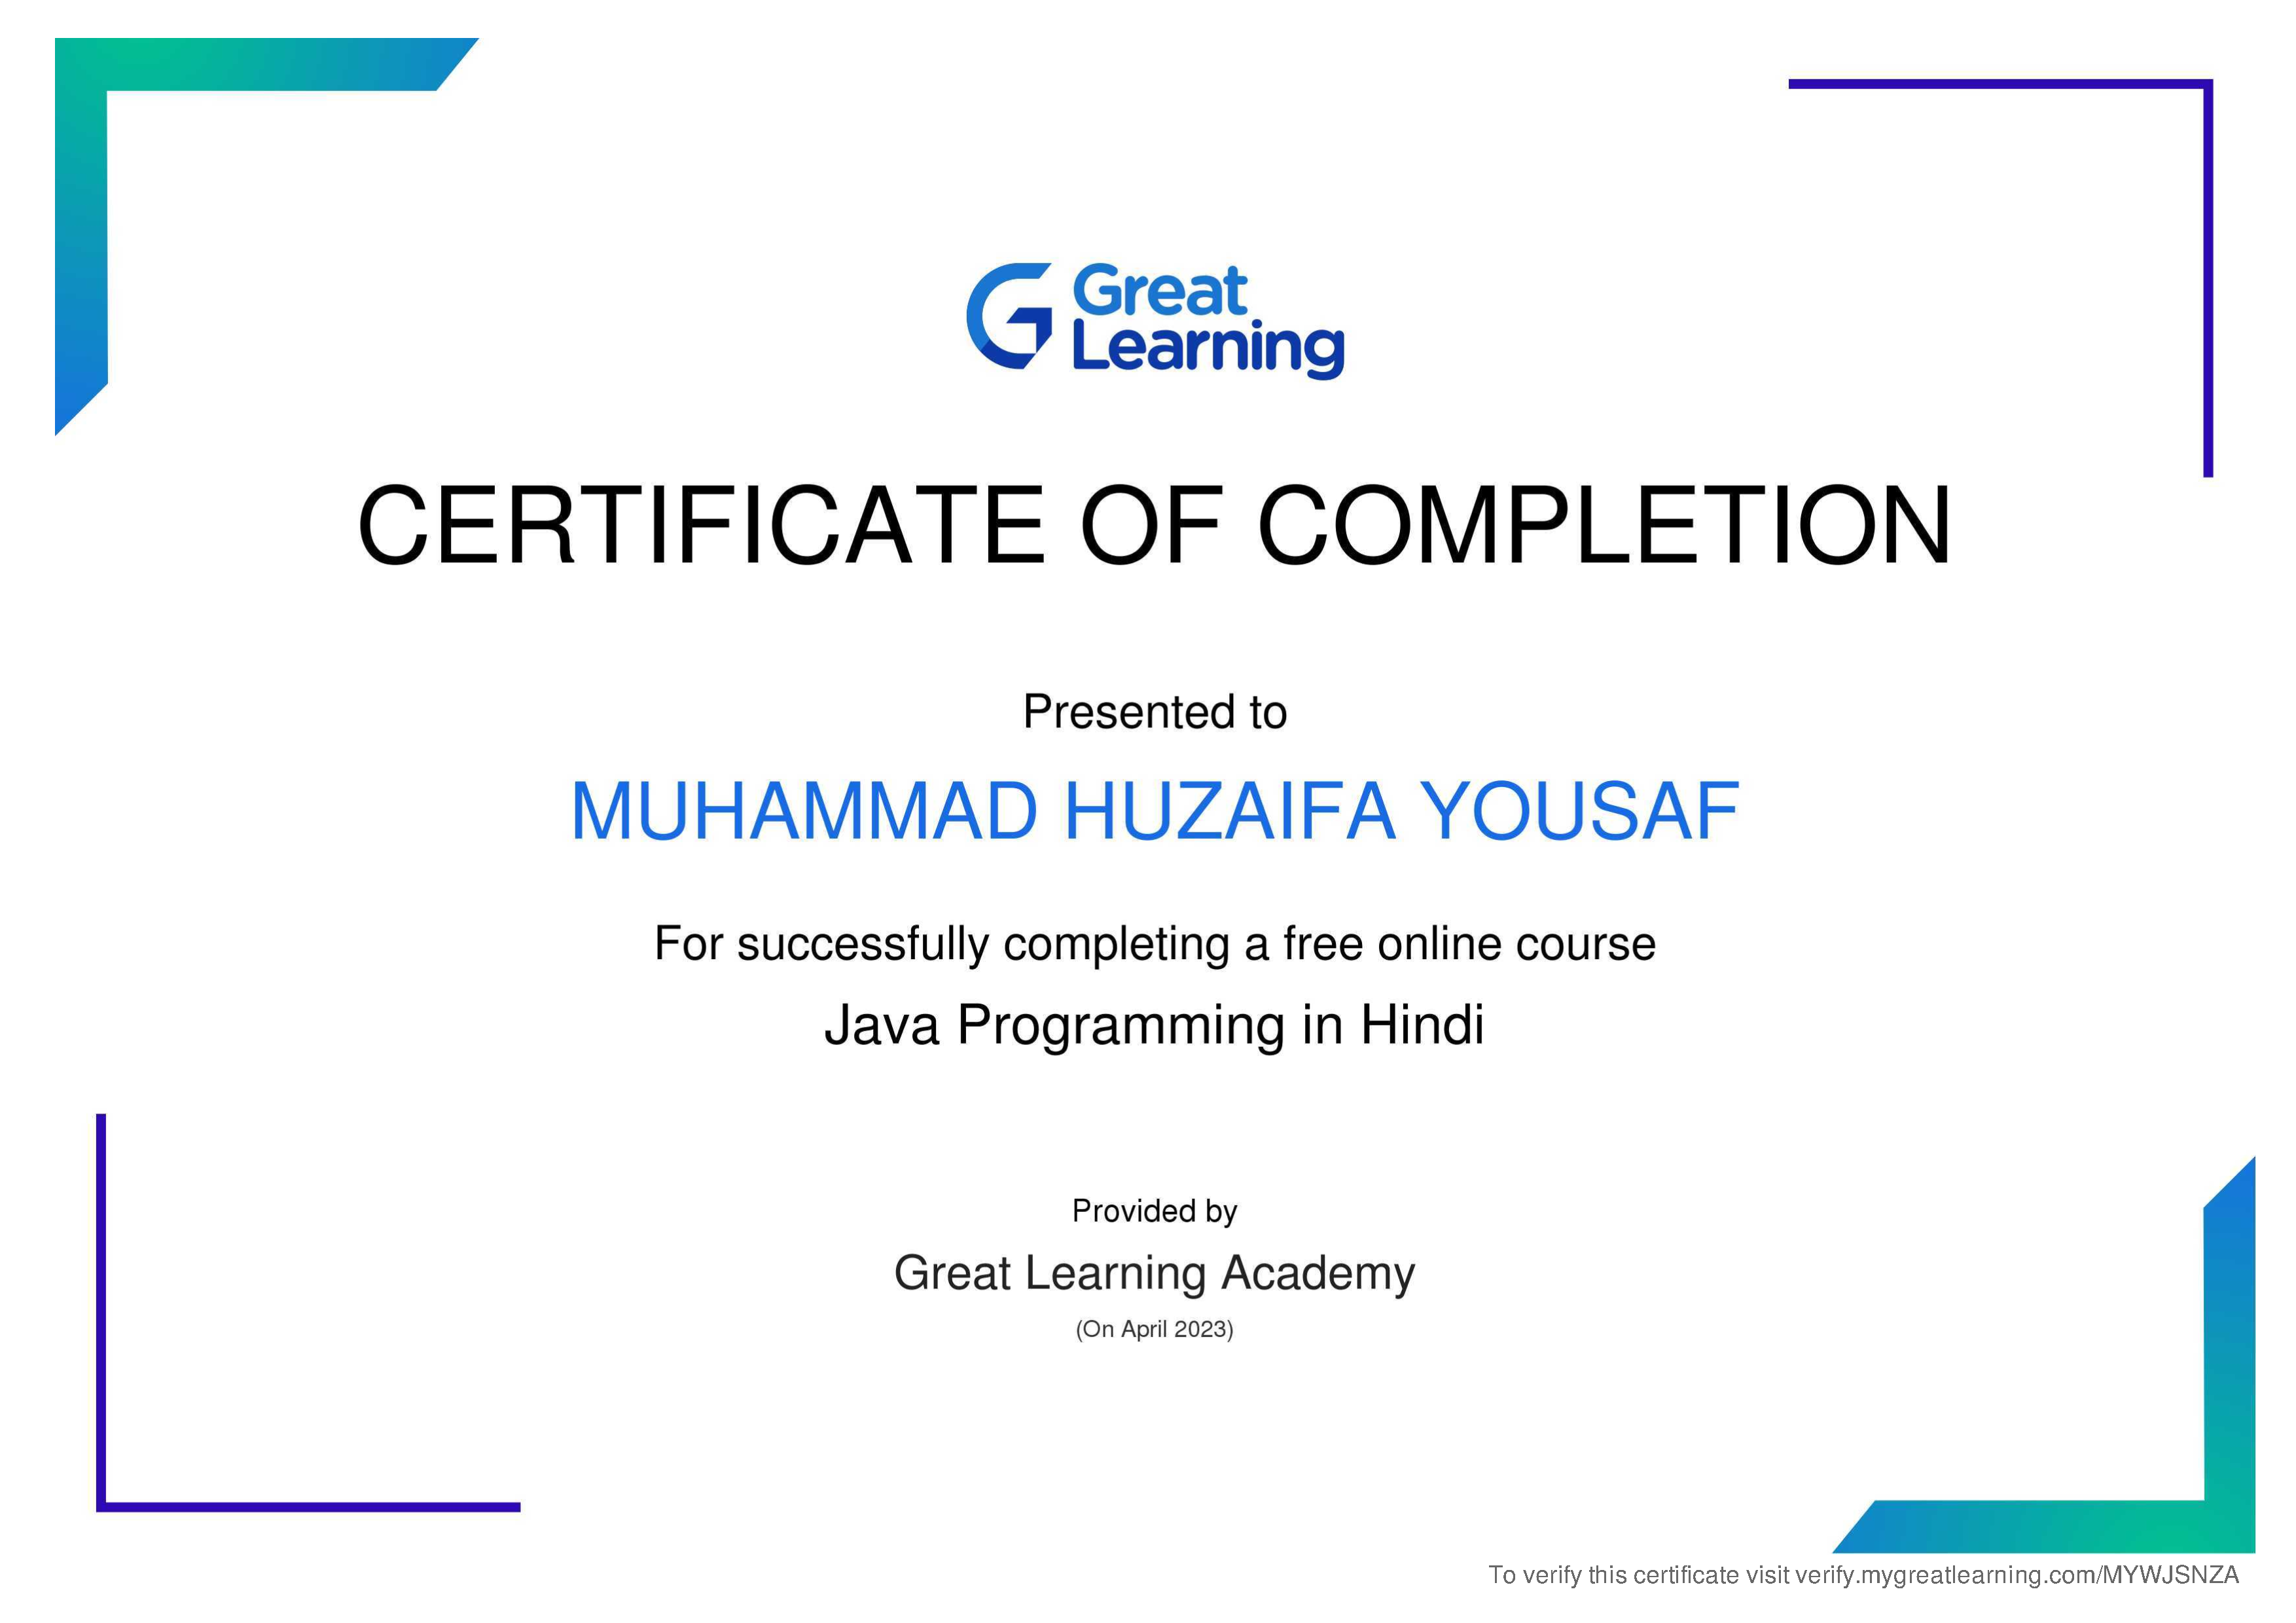 Great
Learning
CERTIFICATE OF COMPLETION
Presented to
MUHAMMAD HUZAIFA YOUSAF
For successfully completing a free online course
Java Programming in Hindi
Provided by
Great Learning Academy
(On April 2023)
To verify this certificate visit verify.mygreatlearning.com/MYWJSNZA